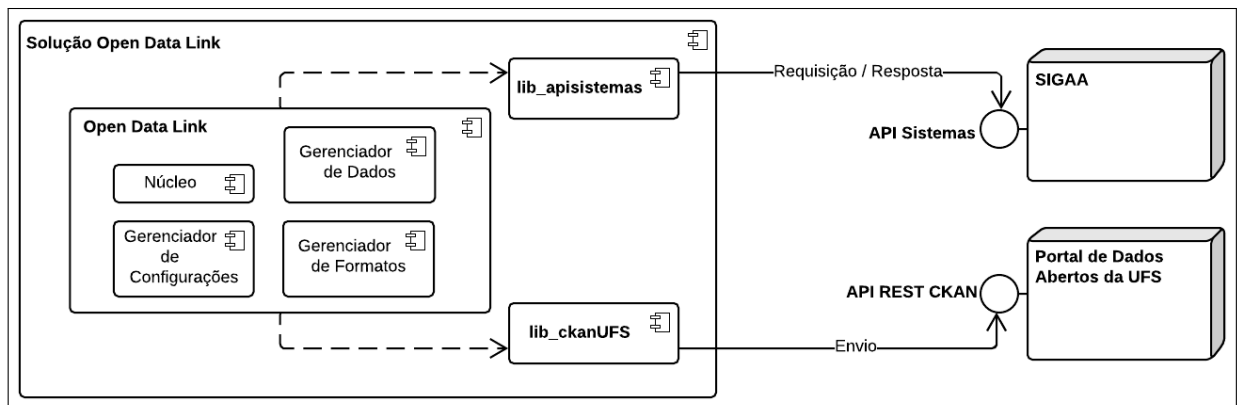 Solução Open Data Link
lib_apisistemas
Requisição / Resposta
SIGAA
API Sistemas
Open Data Link
Núcleo
Gerenciador
de Dados
Gerenciador
de
Configurações
Gerenciador
de Formatos
lib_ckanUFS
Envio
API REST CKAN
Portal de Dados
Abertos da UFS